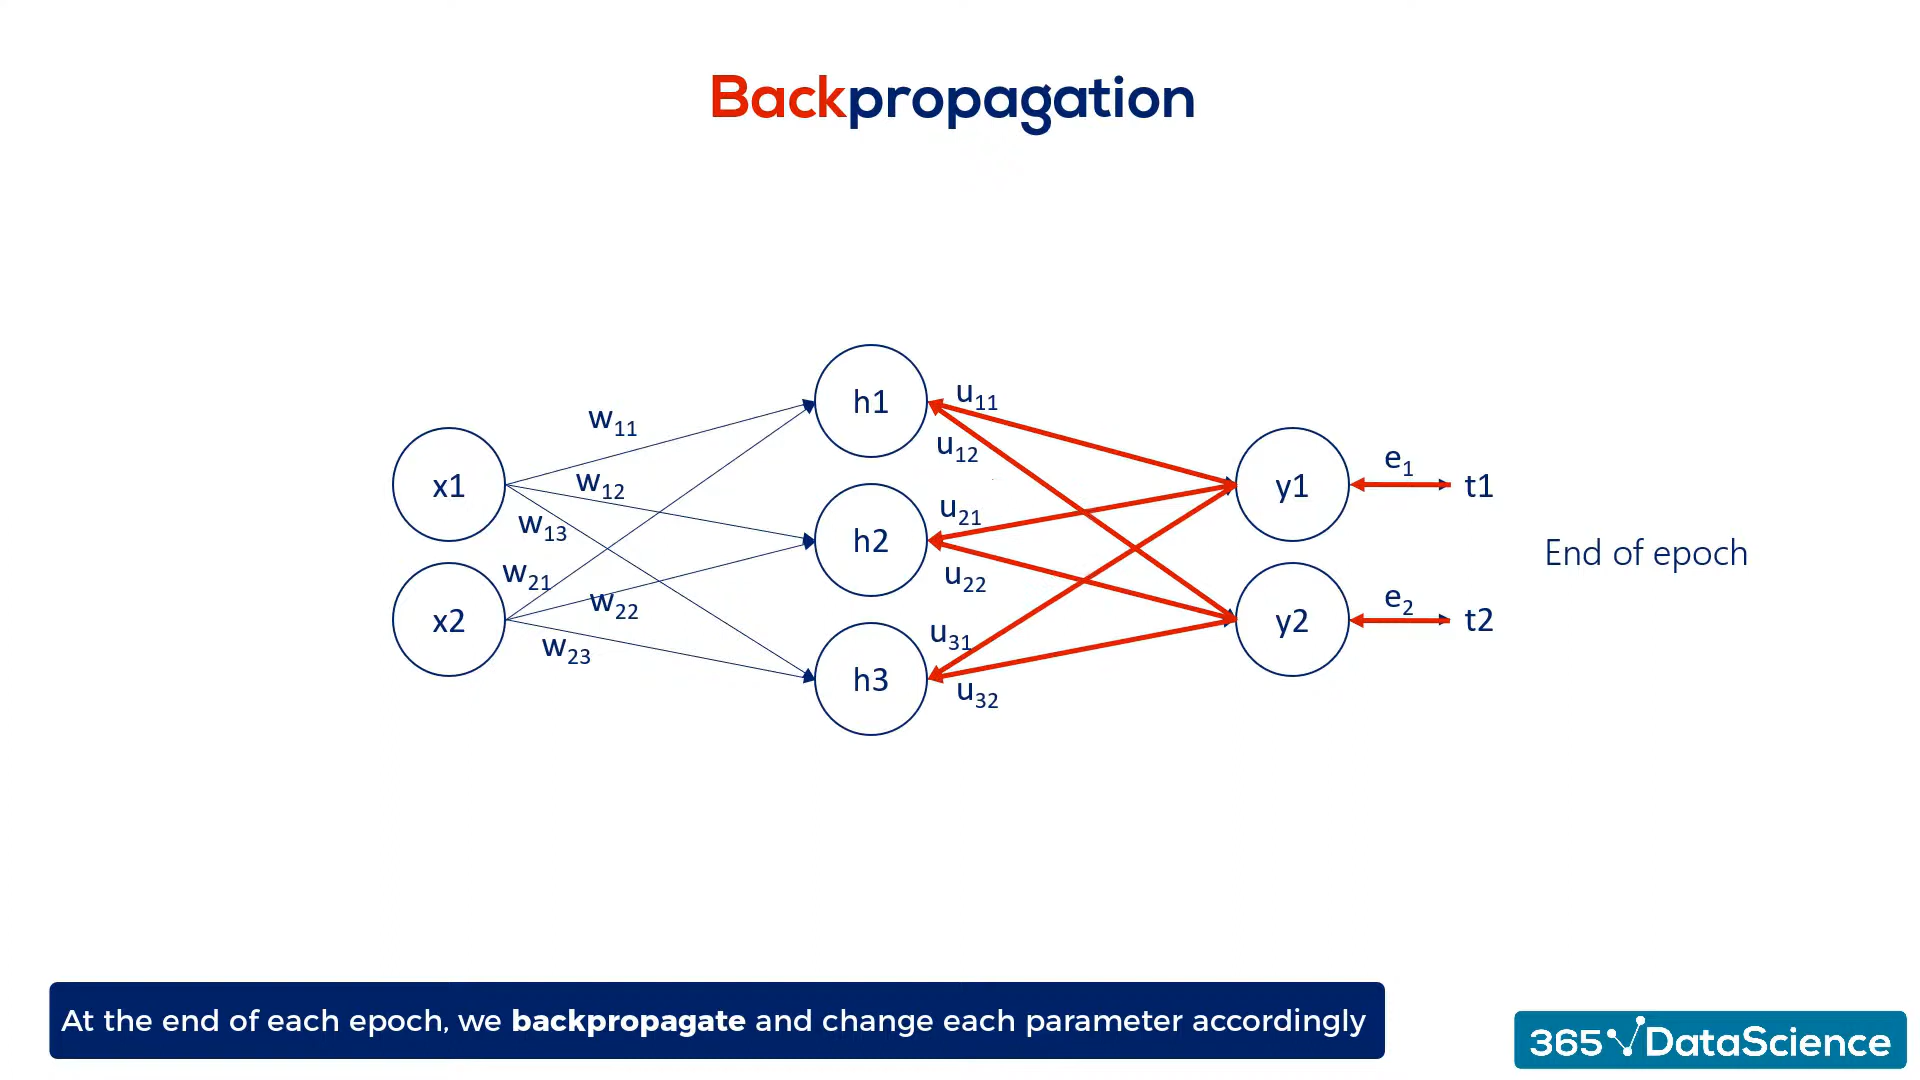 Backpropagation
w11
w12
w13
w21
w22
w23
x1
x2
h1
h2
h3
u11
u12
u21
u22
u31
u32
y1
y2
e1
t1
e2
t2
End of epoch
At the end of each epoch, we backpropagate and change each parameter accordingly
365 DataScience